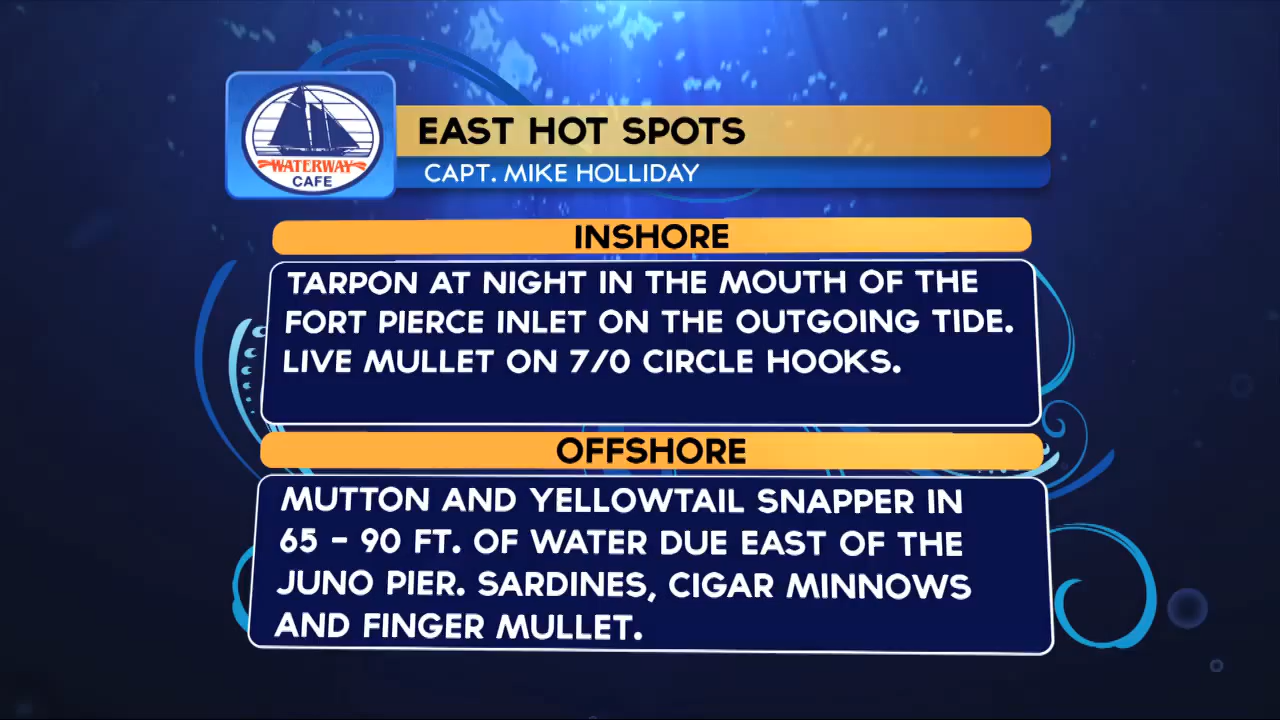 WATERWAY
CAFE
EAST HOT SPOTS
CAPT. MIKE HOLLIDAY
INSHORE
TARPON AT NIGHT IN THE MOUTH OF THE
FORT PIERCE INLET ON THE OUTGOING TIDE.
LIVE MULLET ON 7/0 CIRCLE HOOKS.
OFFSHORE
MUTTON AND YELLOWTAIL SNAPPER IN
65 - 90 FT. OF WATER DUE EAST OF THE
JUNO PIER. SARDINES, CIGAR MINNOWS
AND FINGER MULLET.